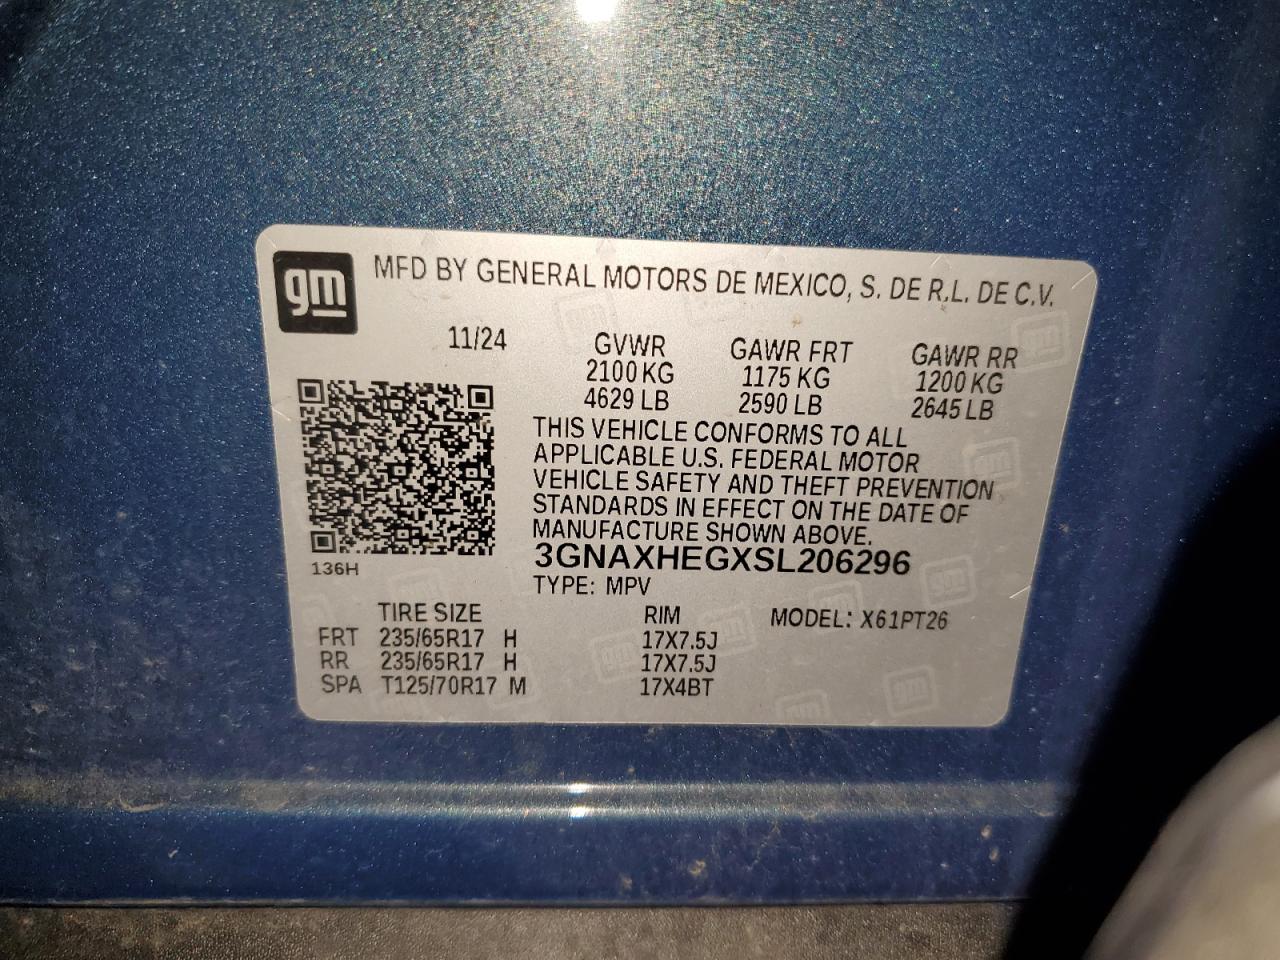 gm
MFD BY GENERAL MOTORS DE MEXICO, S. DE R.L. DE C.V.
11/24 GVWR GAWR FRT GAWR RR
2100 KG 1175 KG 1200 KG
4629 LB 2590 LB 2645 LB
THIS VEHICLE CONFORMS TO ALL
APPLICABLE U.S. FEDERAL MOTOR
VEHICLE SAFETY AND THEFT PREVENTION
STANDARDS IN EFFECT ON THE DATE OF
MANUFACTURE SHOWN ABOVE.
3GNAXHEGXSL206296
136H
TYPE: MPV
TIRE SIZE RIM MODEL: X61PT26
FRT 235/65R17 H 17X7.5J
RR 235/65R17 H 17X7.5J
SPA T125/70R17 M 17X4BT